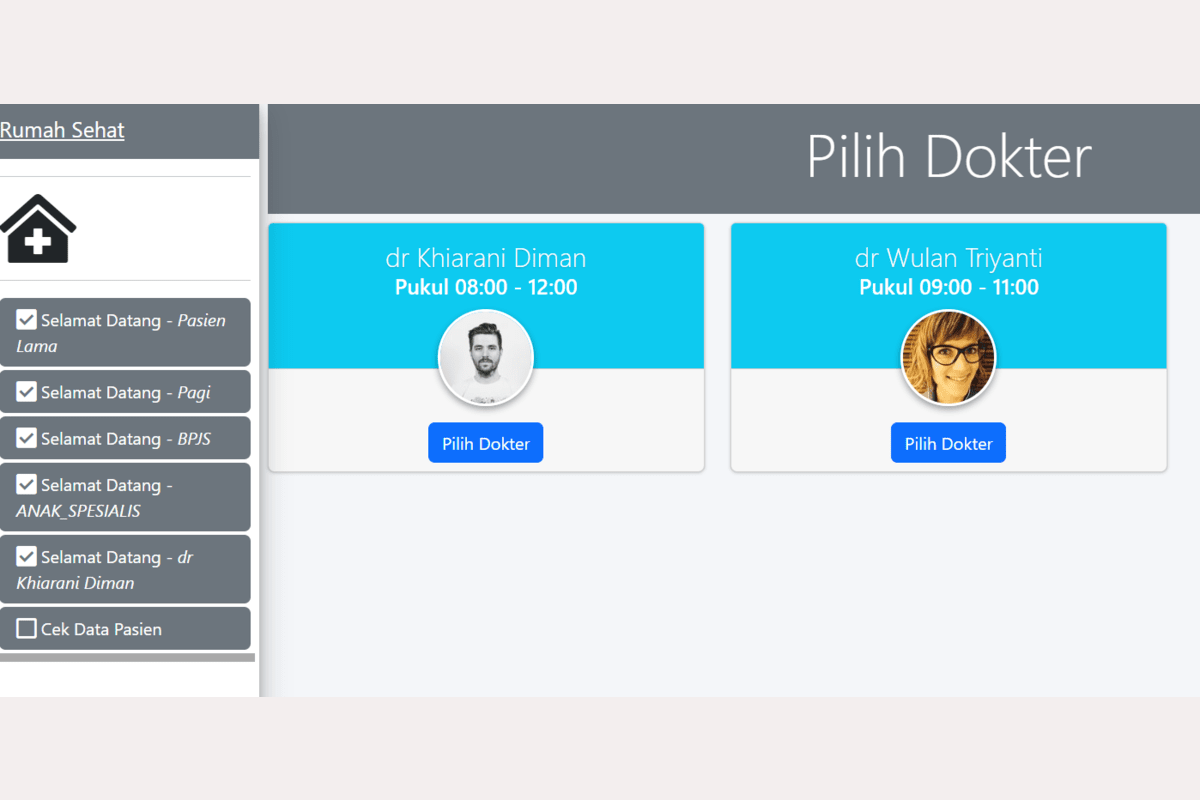 Rumah Sehat
Pilih Dokter
Selamat Datang - Pasien
Lama
Selamat Datang - Pagi
Selamat Datang - BPJS
Selamat Datang -
ANAK_SPESIALIS
Selamat Datang - dr
Khiarani Diman
Cek Data Pasien
dr Khiarani Diman
Pukul 08:00 - 12:00
Pilih Dokter
dr Wulan Triyanti
Pukul 09:00 - 11:00
Pilih Dokter